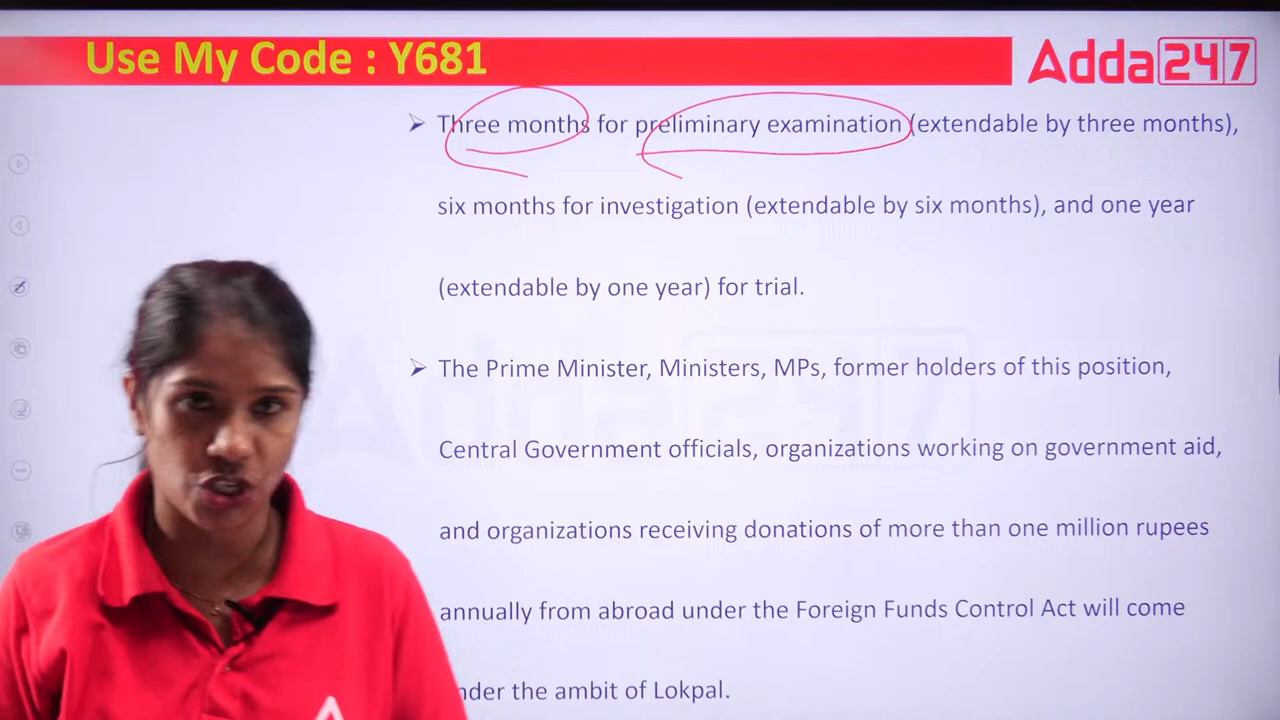 Use My Code : Y681
Adda247
➢ Three months for preliminary examination (extendable by three months),
six months for investigation (extendable by six months), and one year
(extendable by one year) for trial.
➢ The Prime Minister, Ministers, MPs, former holders of this position,
Central Government officials, organizations working on government aid,
and organizations receiving donations of more than one million rupees
annually from abroad under the Foreign Funds Control Act will come
under the ambit of Lokpal.